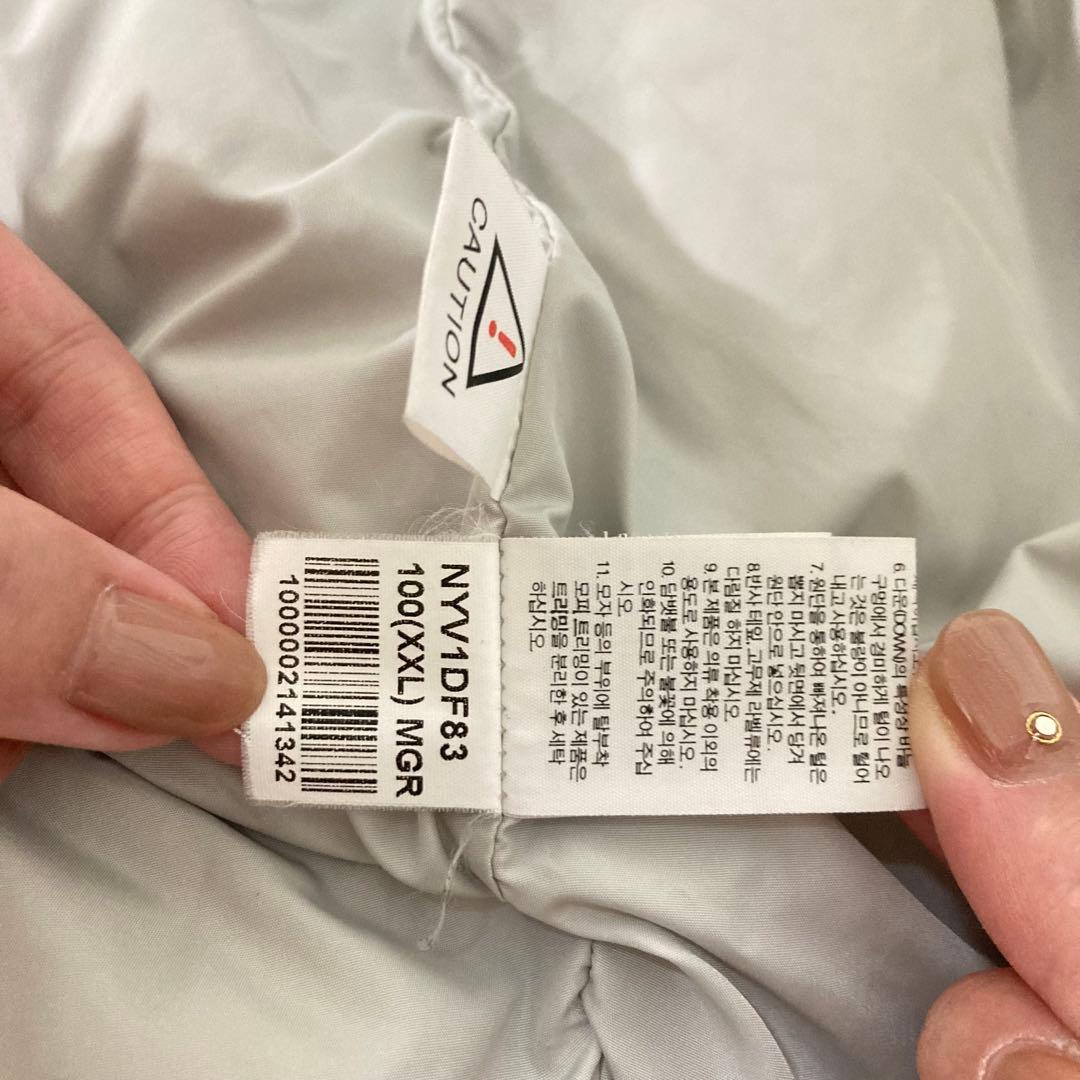 CAUTION
NYV1DF83
100(XXL) MGR
1000002141342
6.다운(DOWN)의 특성상 바늘
구멍에서 경미하게 털이 나오
는 것은 불량이 아니므로 털어
내고 사용하십시오.
7.원단을 통하여 빠져나온 털은
뽑지 마시고 뒷면에서 당겨
원단 안으로 넣으십시오.
8.반사 테잎, 고무제 라벨 류에는
다림질 하지 마십시오.
9.본 제품은 의류 착용 이외의
용도로 사용하지 마십시오.
10.담뱃불 또는 불꽃에 의해
인화되므로 주의하여 주십
시오
11.모자 등의 부위에 탈부착
모피 트리밍이 있는 제품은
트리밍을 분리한 후 세탁
하십시오